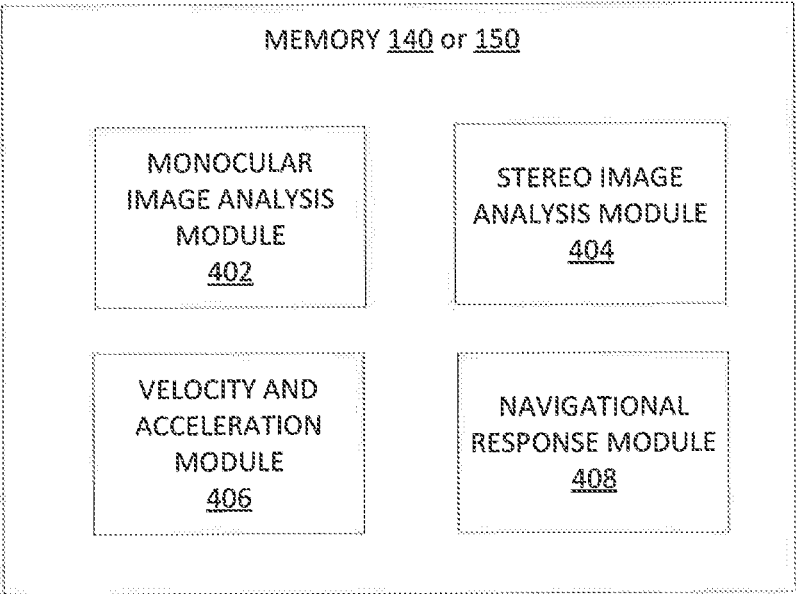 MEMORY 140 or 150
MONOCULAR
IMAGE ANALYSIS
MODULE
402
STEREO IMAGE
ANALYSIS MODULE
404
VELOCITY AND
ACCELERATION
MODULE
406
NAVIGATIONAL
RESPONSE MODULE
408